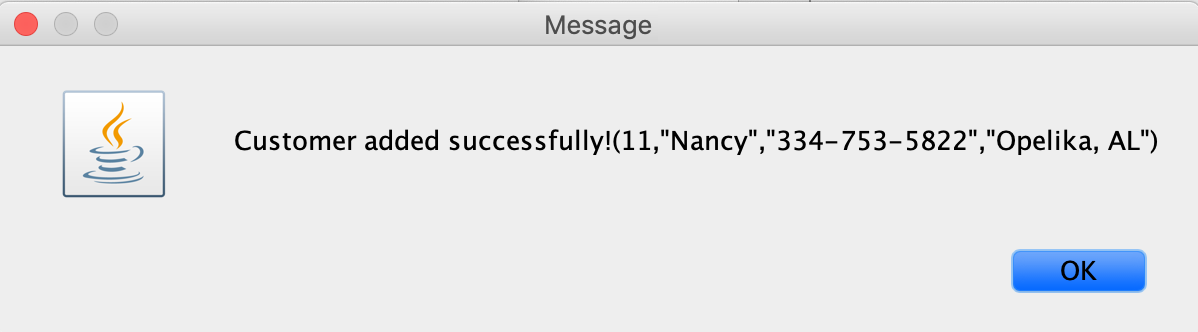 Message
Customer added successfully!(11,"Nancy","334-753-5822","Opelika, AL")
OK